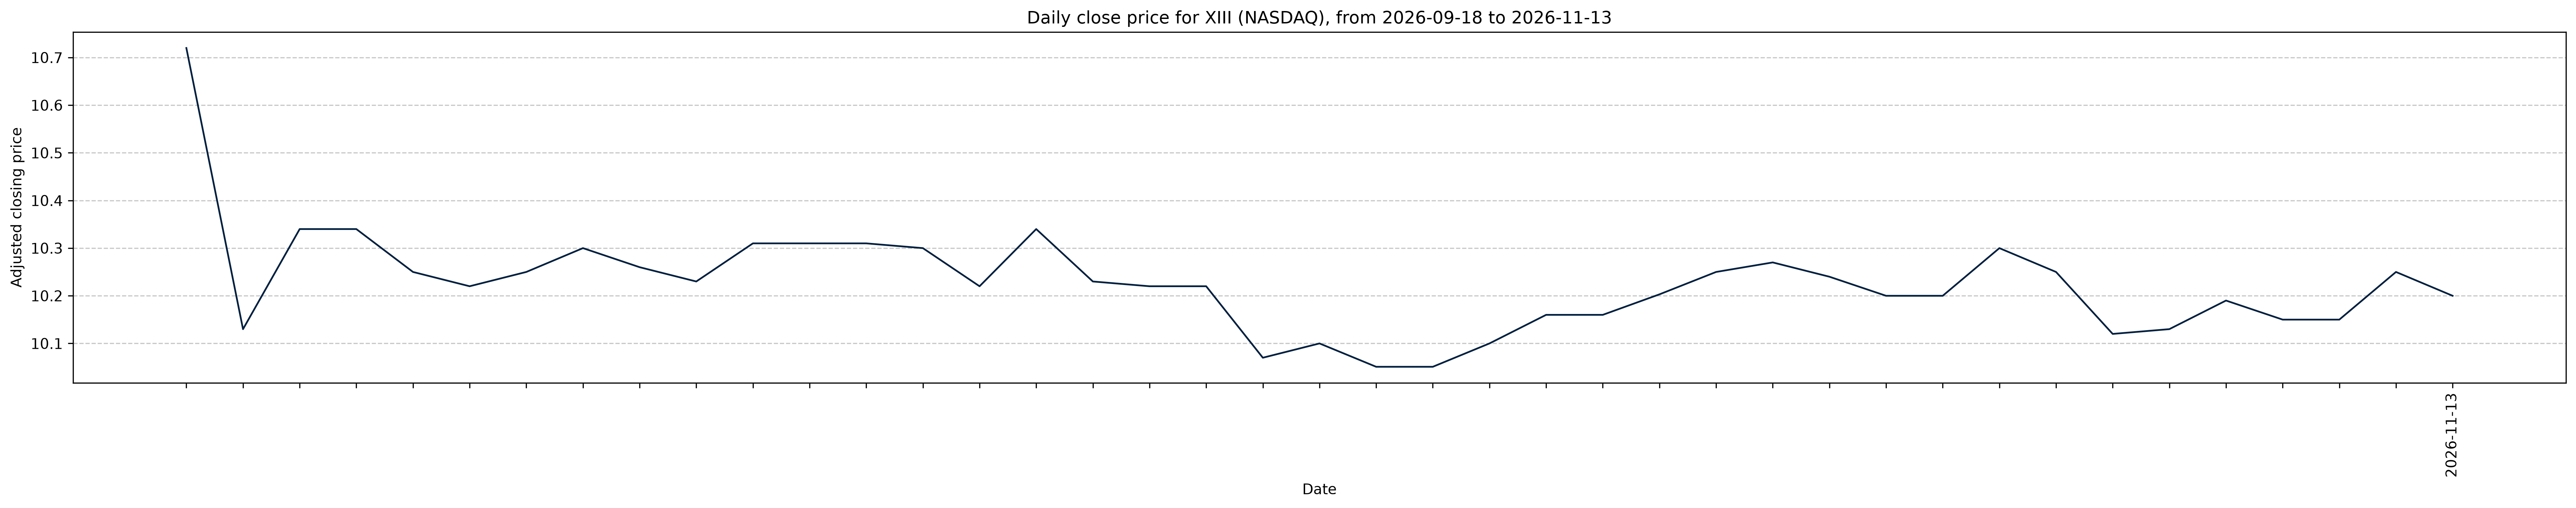 Daily close price for XIII (NASDAQ), from 2026-09-18 to 2026-11-13
Adjusted closing price
10.7
10.6
10.5
10.4
10.3
10.2
10.1
2026-11-13
Date